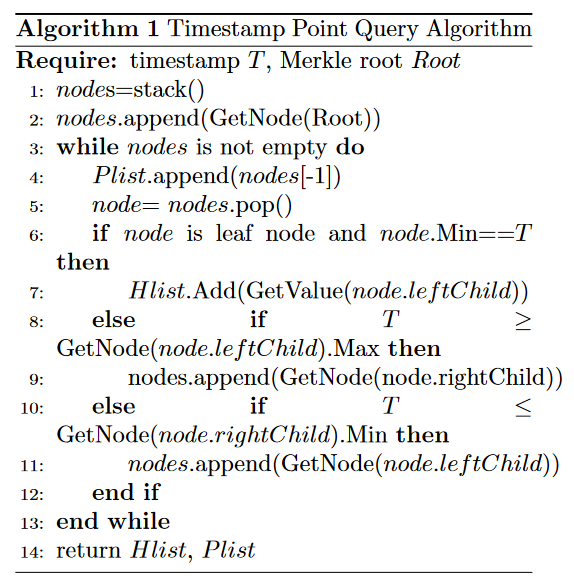 Algorithm 1 Timestamp Point Query Algorithm
Require: timestamp T, Merkle root Root
1: nodes=stack()
2: nodes.append(GetNode(Root))
3: while nodes is not empty do
4: Plist.append(nodes[-1])
5: node= nodes.pop()
6: if node is leaf node and node.Min==T
then
7: Hlist.Add(GetValue(node.leftChild))
8: else if T ≥
GetNode(node.leftChild).Max then
9: nodes.append(GetNode(node.rightChild))
10: else if T ≤
GetNode(node.rightChild).Min then
11: nodes.append(GetNode(node.leftChild))
12: end if
13: end while
14: return Hlist, Plist